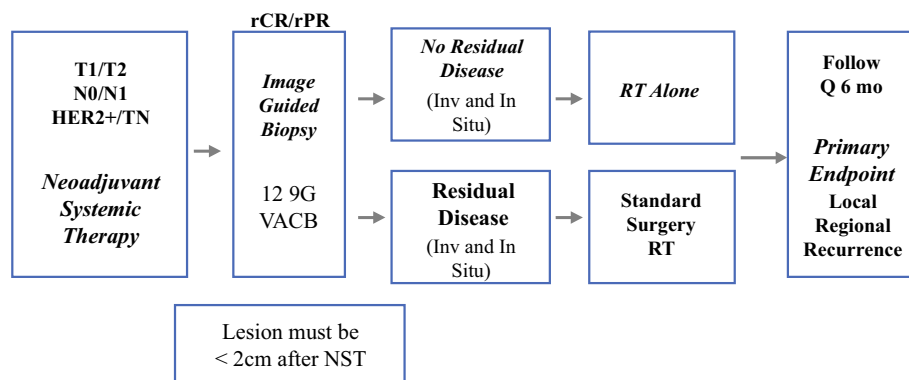 rCR/rPR
T1/T2
N0/N1
HER2+/TN
Neoadjuvant
Systemic
Therapy
Image
Guided
Biopsy
12 9G
VACB
No Residual
Disease
(Inv and In
Situ)
RT Alone
Residual
Disease
(Inv and In
Situ)
Standard
Surgery
RT
Follow
Q 6 mo
Primary
Endpoint
Local
Regional
Recurrence
Lesion must be
< 2cm after NST